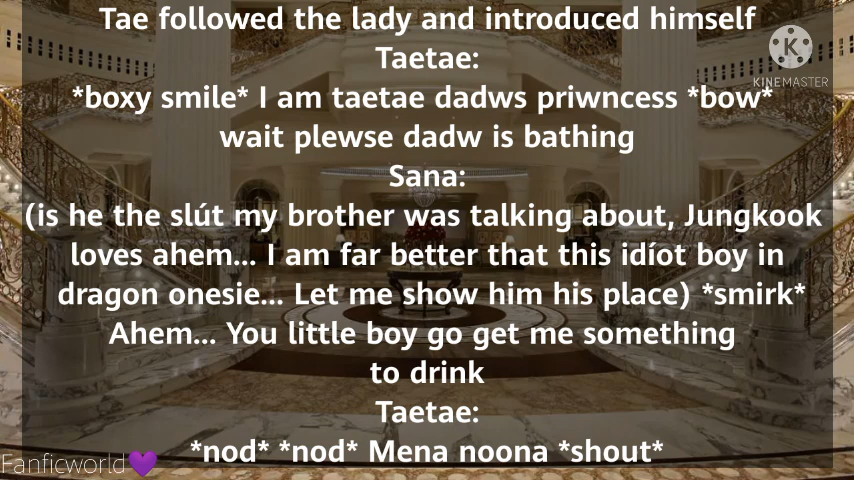 Tae followed the lady and introduced himself
Taetae:
*boxy smile* I am taetae dadws priwncess *bow*
wait plewse dadw is bathing
Sana:
(is he the slút my brother was talking about, Jungkook
loves ahem... I am far better that this idíot boy in
dragon onesie... Let me show him his place) *smirk*
Ahem... You little boy go get me something
to drink
Taetae:
*nod* *nod* Mena noona *shout*
K
KINEMASTER
Fanficworld💜